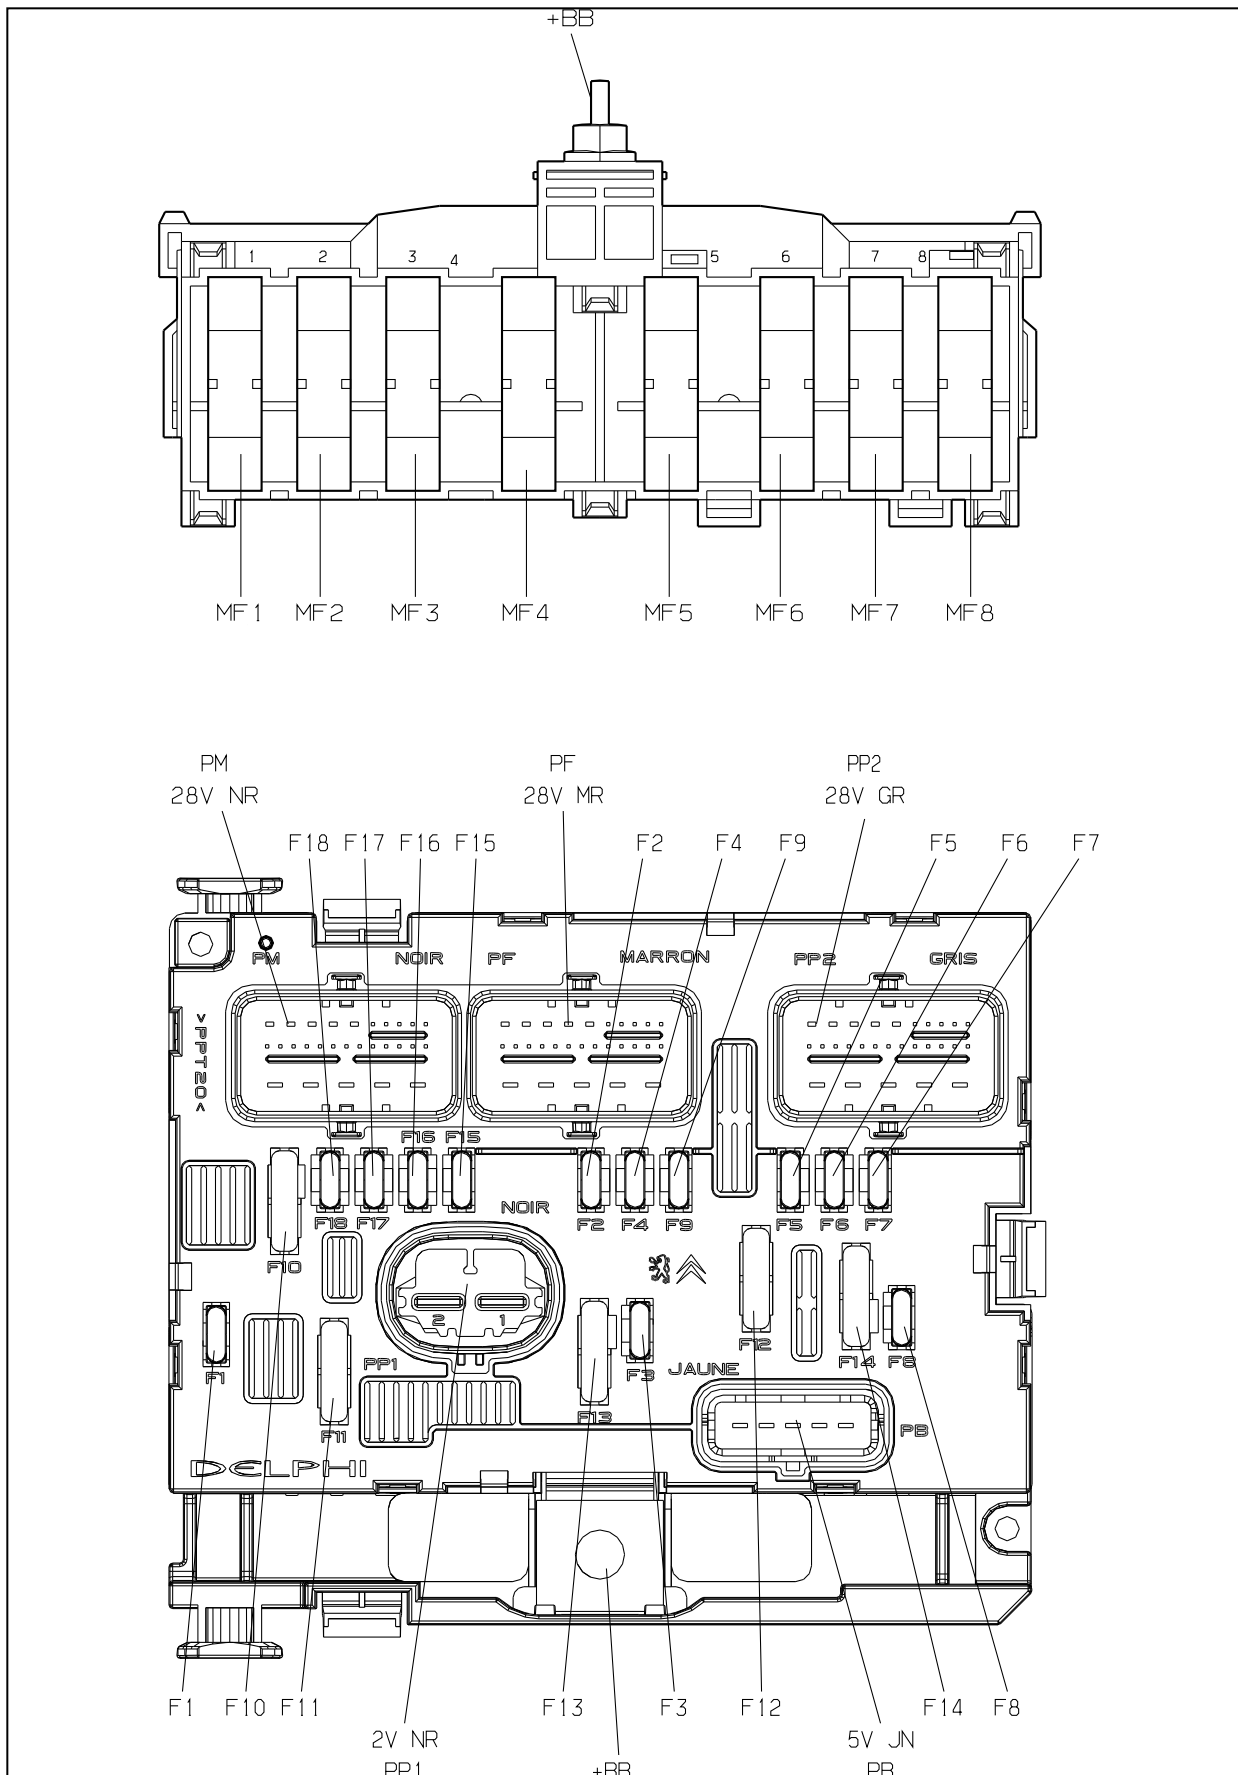 +BB
1 2 3 4 5 6 7 8
MF1 MF2 MF3 MF4 MF5 MF6 MF7 MF8
PM PF PP2
28V NR 28V MR 28V GR
F18 F17 F16 F15 F2 F4 F9 F5 F6 F7
PM NOIR PF MARRON PP2 GRIS
>PPT20<
F16 F15
F18 F17 NOIR F2 F4 F9 F5 F6 F7
F10
2 1
F12
F1 PP1 F3 JAUNE F14 F8
F11 F13 PB
DELPHI
F1 F10 F11 F13 F3 F12 F14 F8
2V NR 5V JN
PP1 +BB PB